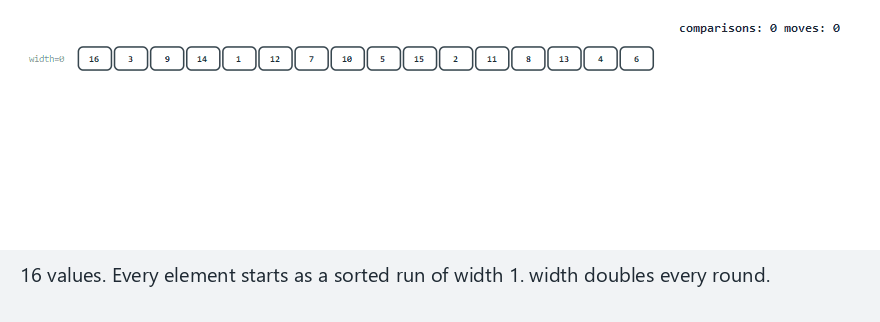 comparisons: 0 moves: 0
width=0 16 3 9 14 1 12 7 10 5 15 2 11 8 13 4 6
16 values. Every element starts as a sorted run of width 1. width doubles every round.